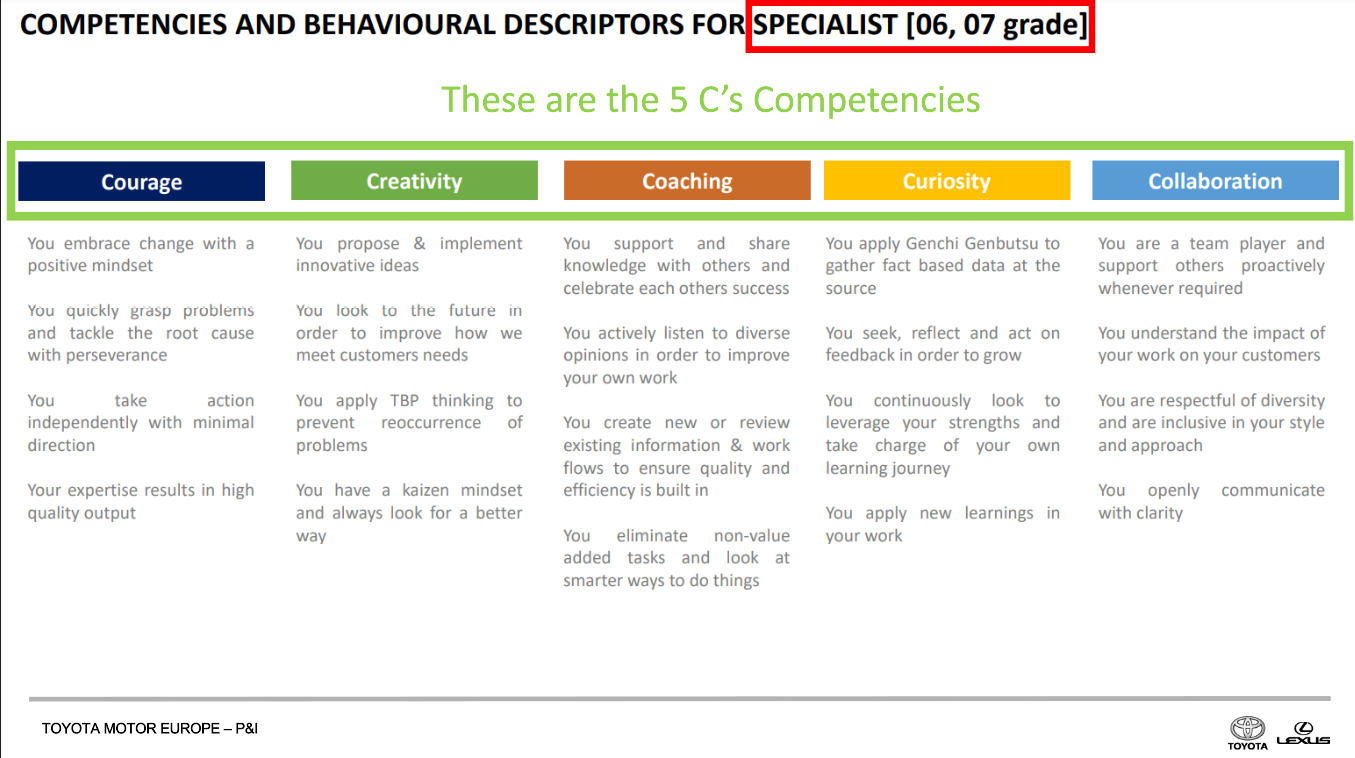 COMPETENCIES AND BEHAVIOURAL DESCRIPTORS FOR SPECIALIST [06, 07 grade]
These are the 5 C’s Competencies
Courage
You embrace change with a
positive mindset
You quickly grasp problems
and tackle the root cause
with perseverance
You take action
independently with minimal
direction
Your expertise results in high
quality output
Creativity
You propose & implement
innovative ideas
You look to the future in
order to improve how we
meet customers needs
You apply TBP thinking to
prevent reoccurrence of
problems
You have a kaizen mindset
and always look for a better
way
Coaching
You support and share
knowledge with others and
celebrate each others success
You actively listen to diverse
opinions in order to improve
your own work
You create new or review
existing information & work
flows to ensure quality and
efficiency is built in
You eliminate non-value
added tasks and look at
smarter ways to do things
Curiosity
You apply Genchi Genbutsu to
gather fact based data at the
source
You seek, reflect and act on
feedback in order to grow
You continuously look to
leverage your strengths and
take charge of your own
learning journey
You apply new learnings in
your work
Collaboration
You are a team player and
support others proactively
whenever required
You understand the impact of
your work on your customers
You are respectful of diversity
and are inclusive in your style
and approach
You openly communicate
with clarity
TOYOTA MOTOR EUROPE – P&I
TOYOTA
LEXUS